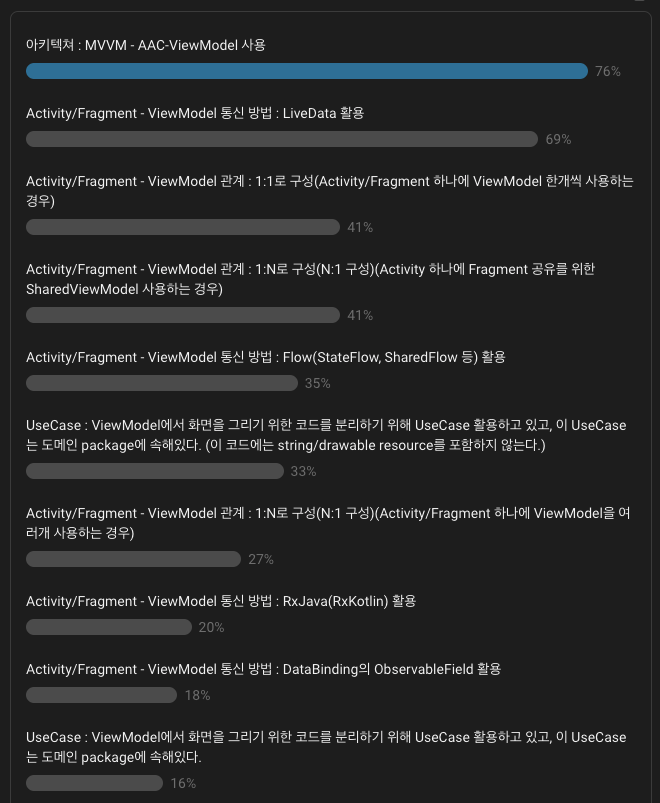 아키텍쳐 : MVVM - AAC-ViewModel 사용
76%
Activity/Fragment - ViewModel 통신 방법 : LiveData 활용
69%
Activity/Fragment - ViewModel 관계 : 1:1로 구성(Activity/Fragment 하나에 ViewModel 한개씩 사용하는
경우)
41%
Activity/Fragment - ViewModel 관계 : 1:N로 구성(N:1 구성)(Activity 하나에 Fragment 공유를 위한
SharedViewModel 사용하는 경우)
41%
Activity/Fragment - ViewModel 통신 방법 : Flow(StateFlow, SharedFlow 등) 활용
35%
UseCase : ViewModel에서 화면을 그리기 위한 코드를 분리하기 위해 UseCase 활용하고 있고, 이 UseCase
는 도메인 package에 속해있다. (이 코드에는 string/drawable resource를 포함하지 않는다.)
33%
Activity/Fragment - ViewModel 관계 : 1:N로 구성(N:1 구성)(Activity/Fragment 하나에 ViewModel을 여
러개 사용하는 경우)
27%
Activity/Fragment - ViewModel 통신 방법 : RxJava(RxKotlin) 활용
20%
Activity/Fragment - ViewModel 통신 방법 : DataBinding의 ObservableField 활용
18%
UseCase : ViewModel에서 화면을 그리기 위한 코드를 분리하기 위해 UseCase 활용하고 있고, 이 UseCase
는 도메인 package에 속해있다.
16%